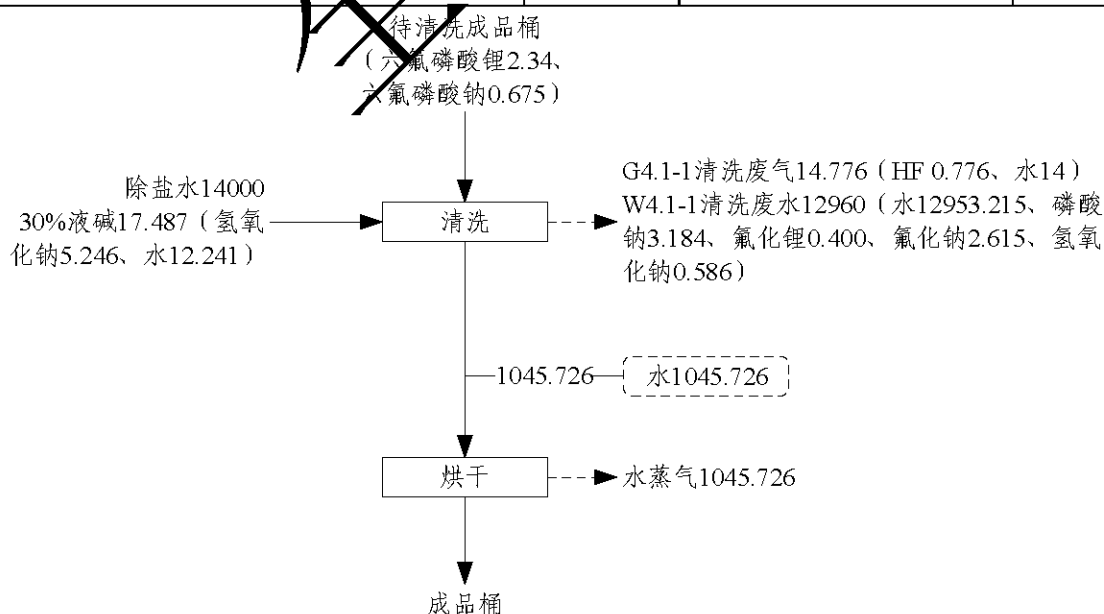 待清洗成品桶
（六氟磷酸锂2.34、
六氟磷酸钠0.675）
除盐水14000
30%液碱17.487（氢氧
化钠5.246、水12.241）
清洗
G4.1-1清洗废气14.776（HF 0.776、水14）
W4.1-1清洗废水12960（水12953.215、磷酸
钠3.184、氟化锂0.400、氟化钠2.615、氢氧
化钠0.586）
1045.726
水1045.726
烘干
水蒸气1045.726
成品桶